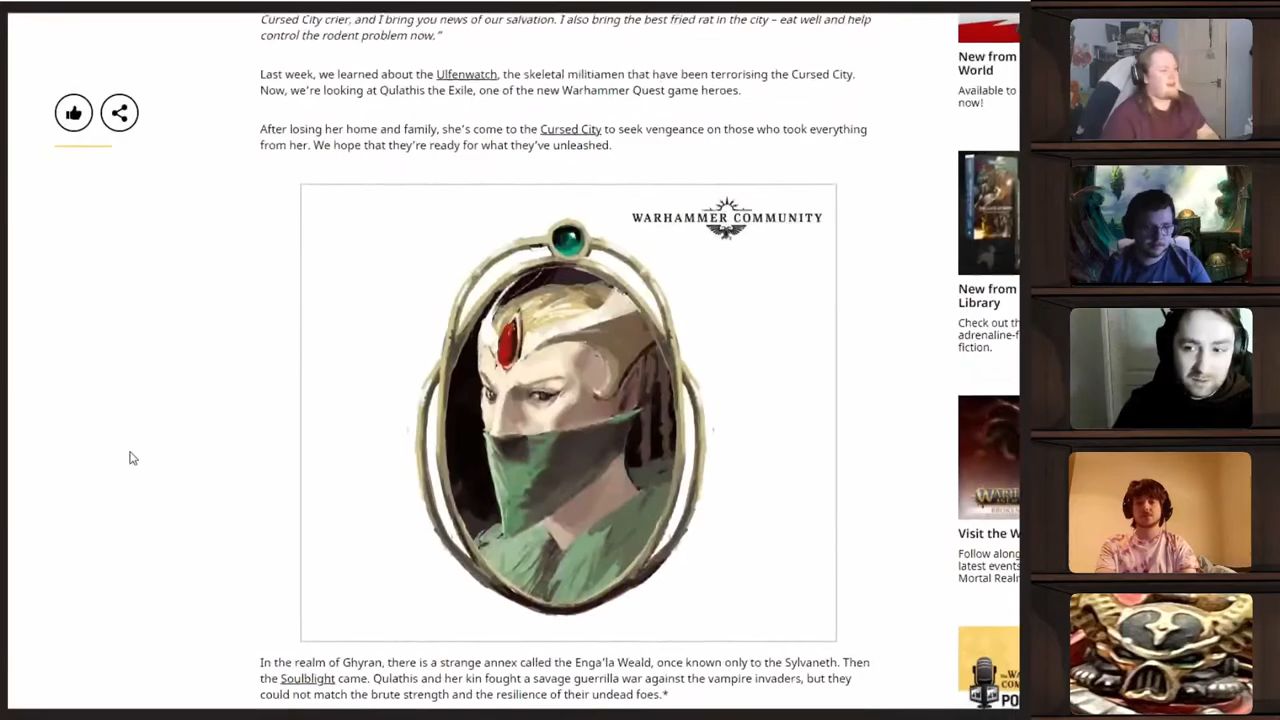 Cursed City crier, and I bring you news of our salvation. I also bring the best fried rat in the city – eat well and help
control the rodent problem now.”
Last week, we learned about the Ulfenwatch, the skeletal militiamen that have been terrorising the Cursed City.
Now, we’re looking at Qulathis the Exile, one of the new Warhammer Quest game heroes.
After losing her home and family, she’s come to the Cursed City to seek vengeance on those who took everything
from her. We hope that they’re ready for what they’ve unleashed.
WARHAMMER COMMUNITY
In the realm of Ghyran, there is a strange annex called the Enga’la Weald, once known only to the Sylvaneth. Then
the Soulblight came. Qulathis and her kin fought a savage guerrilla war against the vampire invaders, but they
could not match the brute strength and the resilience of their undead foes.*
New from
World
Available to
now!
New from
Library
Check out th
adrenaline-f
fiction.
Visit the W
Follow along
latest events
Mortal Realm